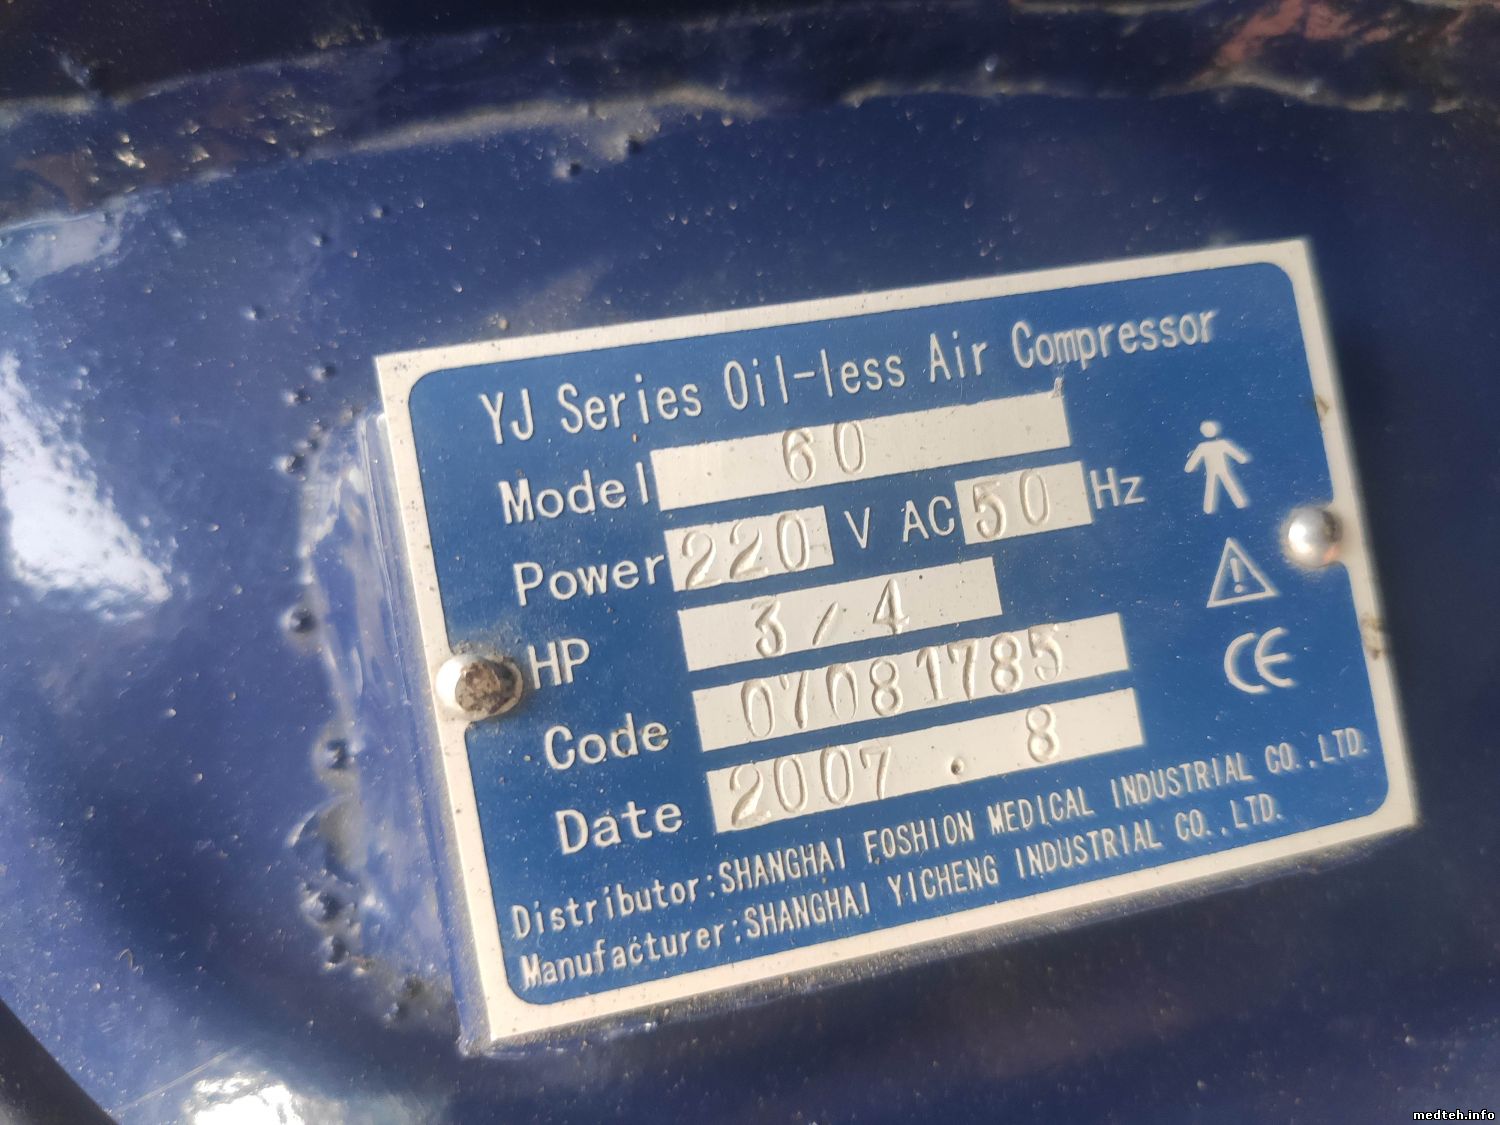 YJ Series Oil-less Air Compressor
Model 60
Power 220 V AC 50 Hz
HP 3/4
Code 07081785
Date 2007.8
Distributor:SHANGHAI FOSHION MEDICAL INDUSTRIAL CO.,LTD.
Manufacturer:SHANGHAI YICHENG INDUSTRIAL CO.,LTD.
CE
medteh.info